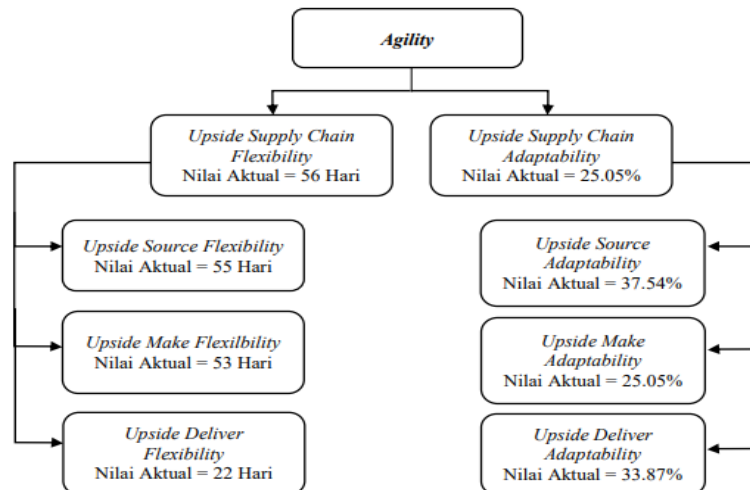 Agility
Upside Supply Chain
Flexibility
Nilai Aktual = 56 Hari
Upside Supply Chain
Adaptability
Nilai Aktual = 25.05%
Upside Source Flexibility
Nilai Aktual = 55 Hari
Upside Source
Adaptability
Nilai Aktual = 37.54%
Upside Make Flexilbility
Nilai Aktual = 53 Hari
Upside Make
Adaptability
Nilai Aktual = 25.05%
Upside Deliver
Flexibility
Nilai Aktual = 22 Hari
Upside Deliver
Adaptability
Nilai Aktual = 33.87%